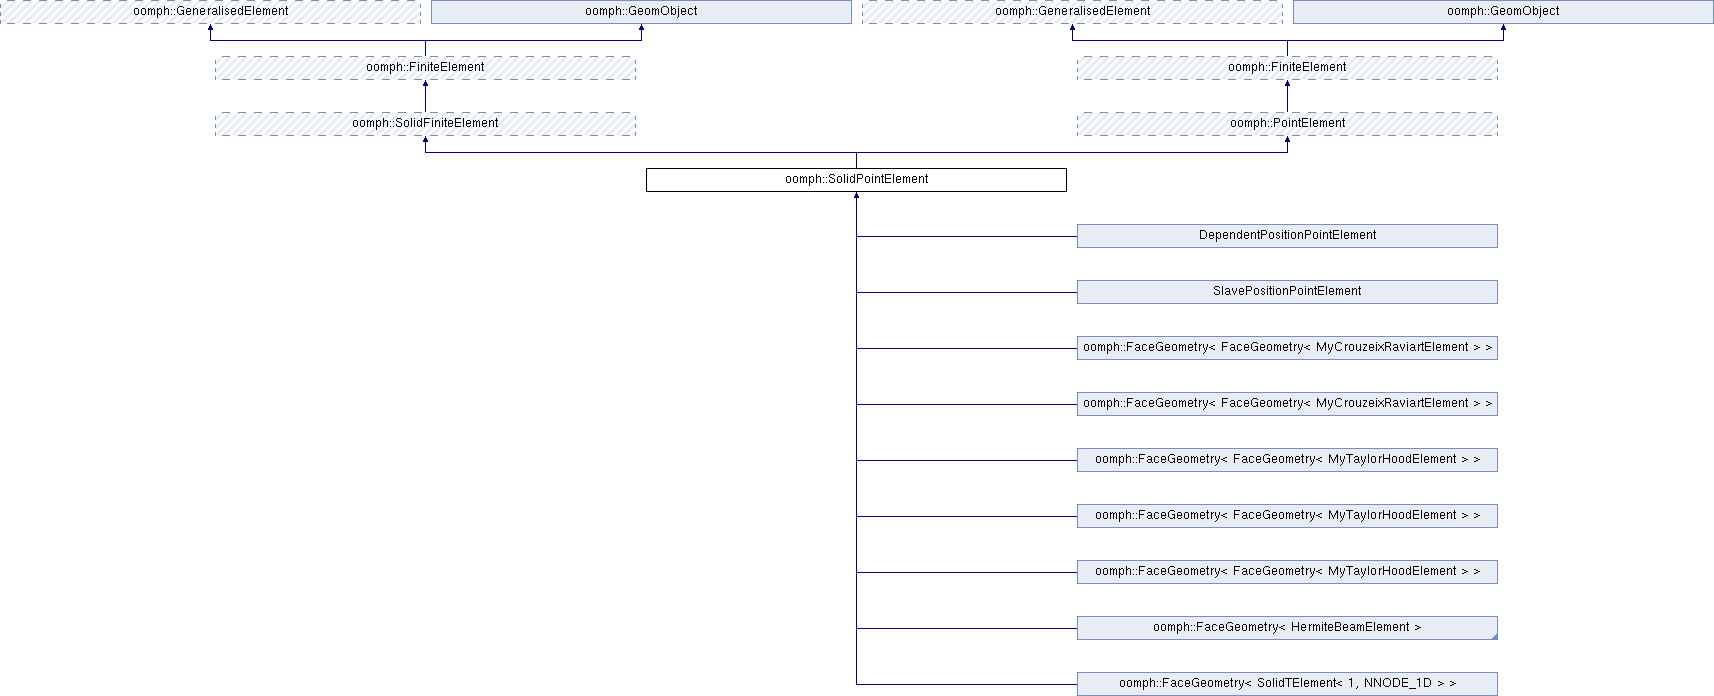 oomph::GeneralisedElement
oomph::GeomObject
oomph::GeneralisedElement
oomph::GeomObject
oomph::FiniteElement
oomph::FiniteElement
oomph::SolidFiniteElement
oomph::PointElement
oomph::SolidPointElement
DependentPositionPointElement
SlavePositionPointElement
oomph::FaceGeometry< FaceGeometry< MyCrouzeixRaviartElement > >
oomph::FaceGeometry< FaceGeometry< MyCrouzeixRaviartElement > >
oomph::FaceGeometry< FaceGeometry< MyTaylorHoodElement > >
oomph::FaceGeometry< FaceGeometry< MyTaylorHoodElement > >
oomph::FaceGeometry< FaceGeometry< MyTaylorHoodElement > >
oomph::FaceGeometry< HermiteBeamElement >
oomph::FaceGeometry< SolidTElement< 1, NNODE_1D > >